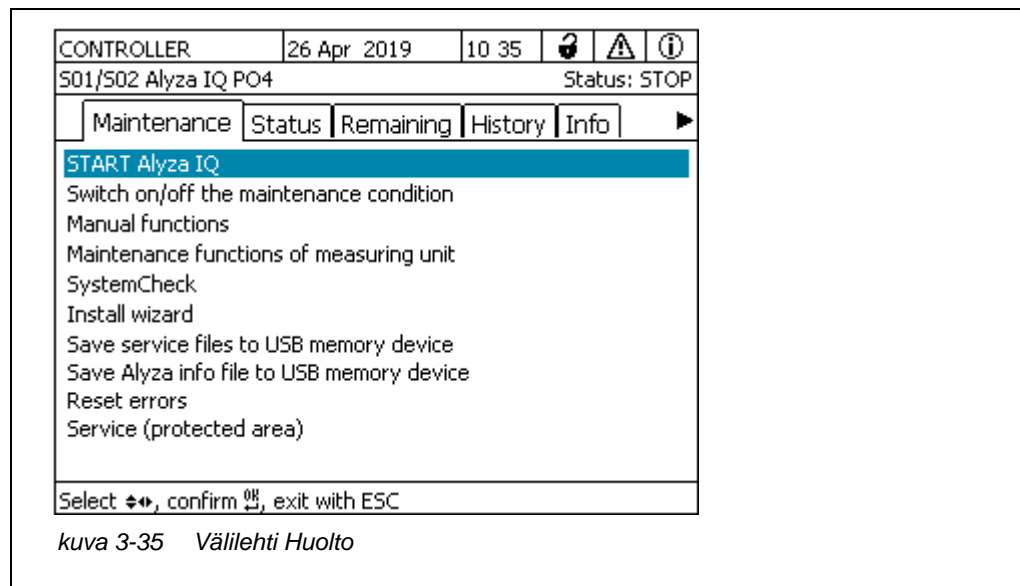 CONTROLLER 26 Apr 2019 10 35
S01/S02 Alyza IQ PO4 Status: STOP
Maintenance Status Remaining History Info
START Alyza IQ
Switch on/off the maintenance condition
Manual functions
Maintenance functions of measuring unit
SystemCheck
Install wizard
Save service files to USB memory device
Save Alyza info file to USB memory device
Reset errors
Service (protected area)
Select, confirm OK, exit with ESC
kuva 3-35 Välilehti Huolto